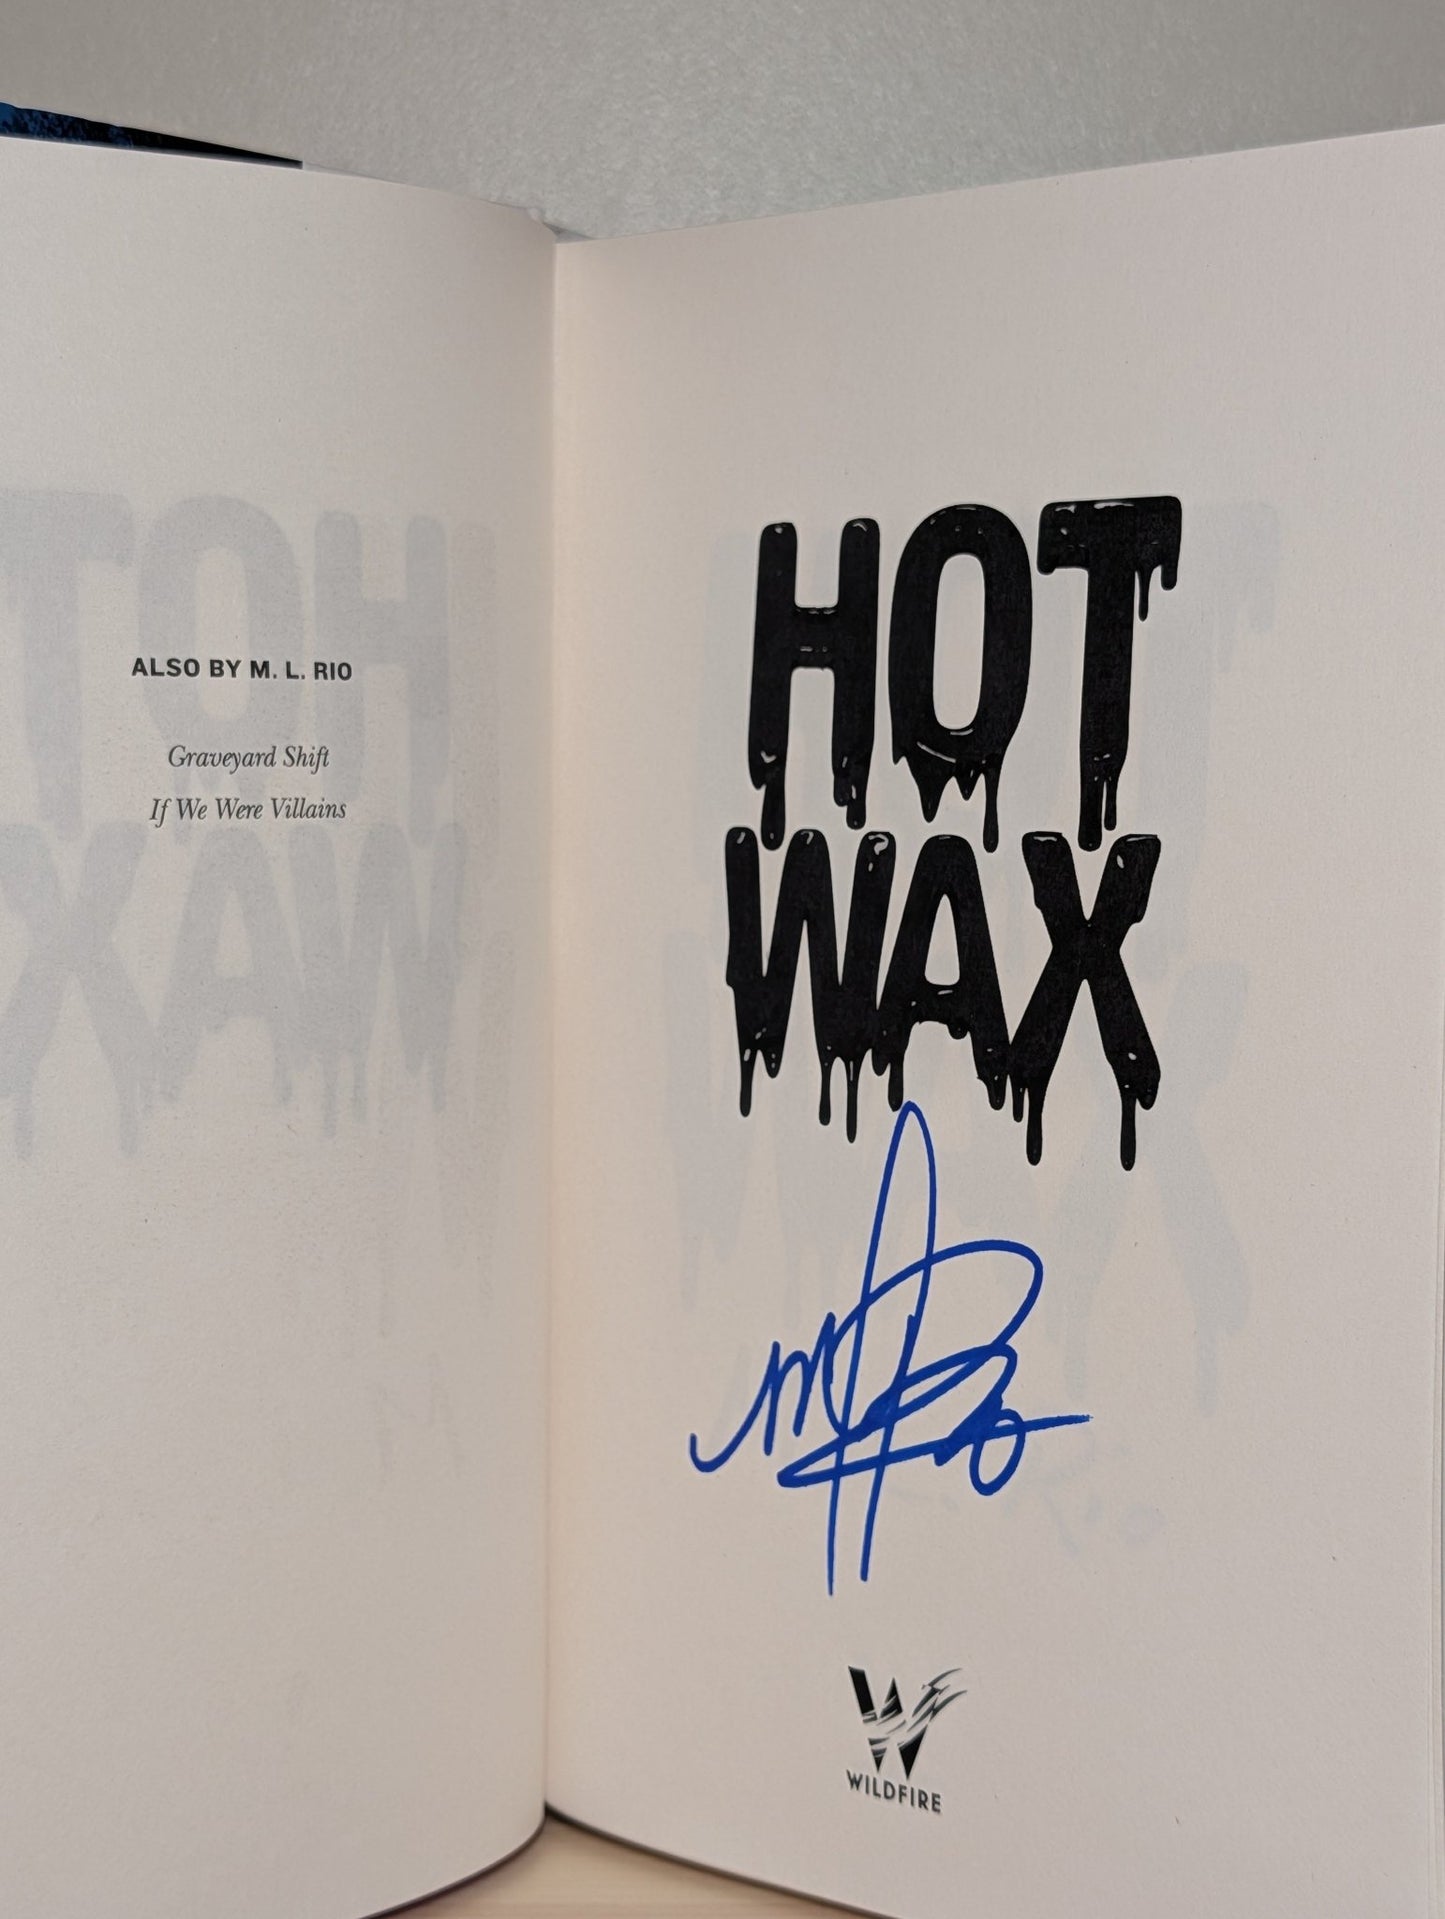 ALSO BY M. L. RIO
Graveyard Shift
If We Were Villains
HOT
WAX
WILDFIRE